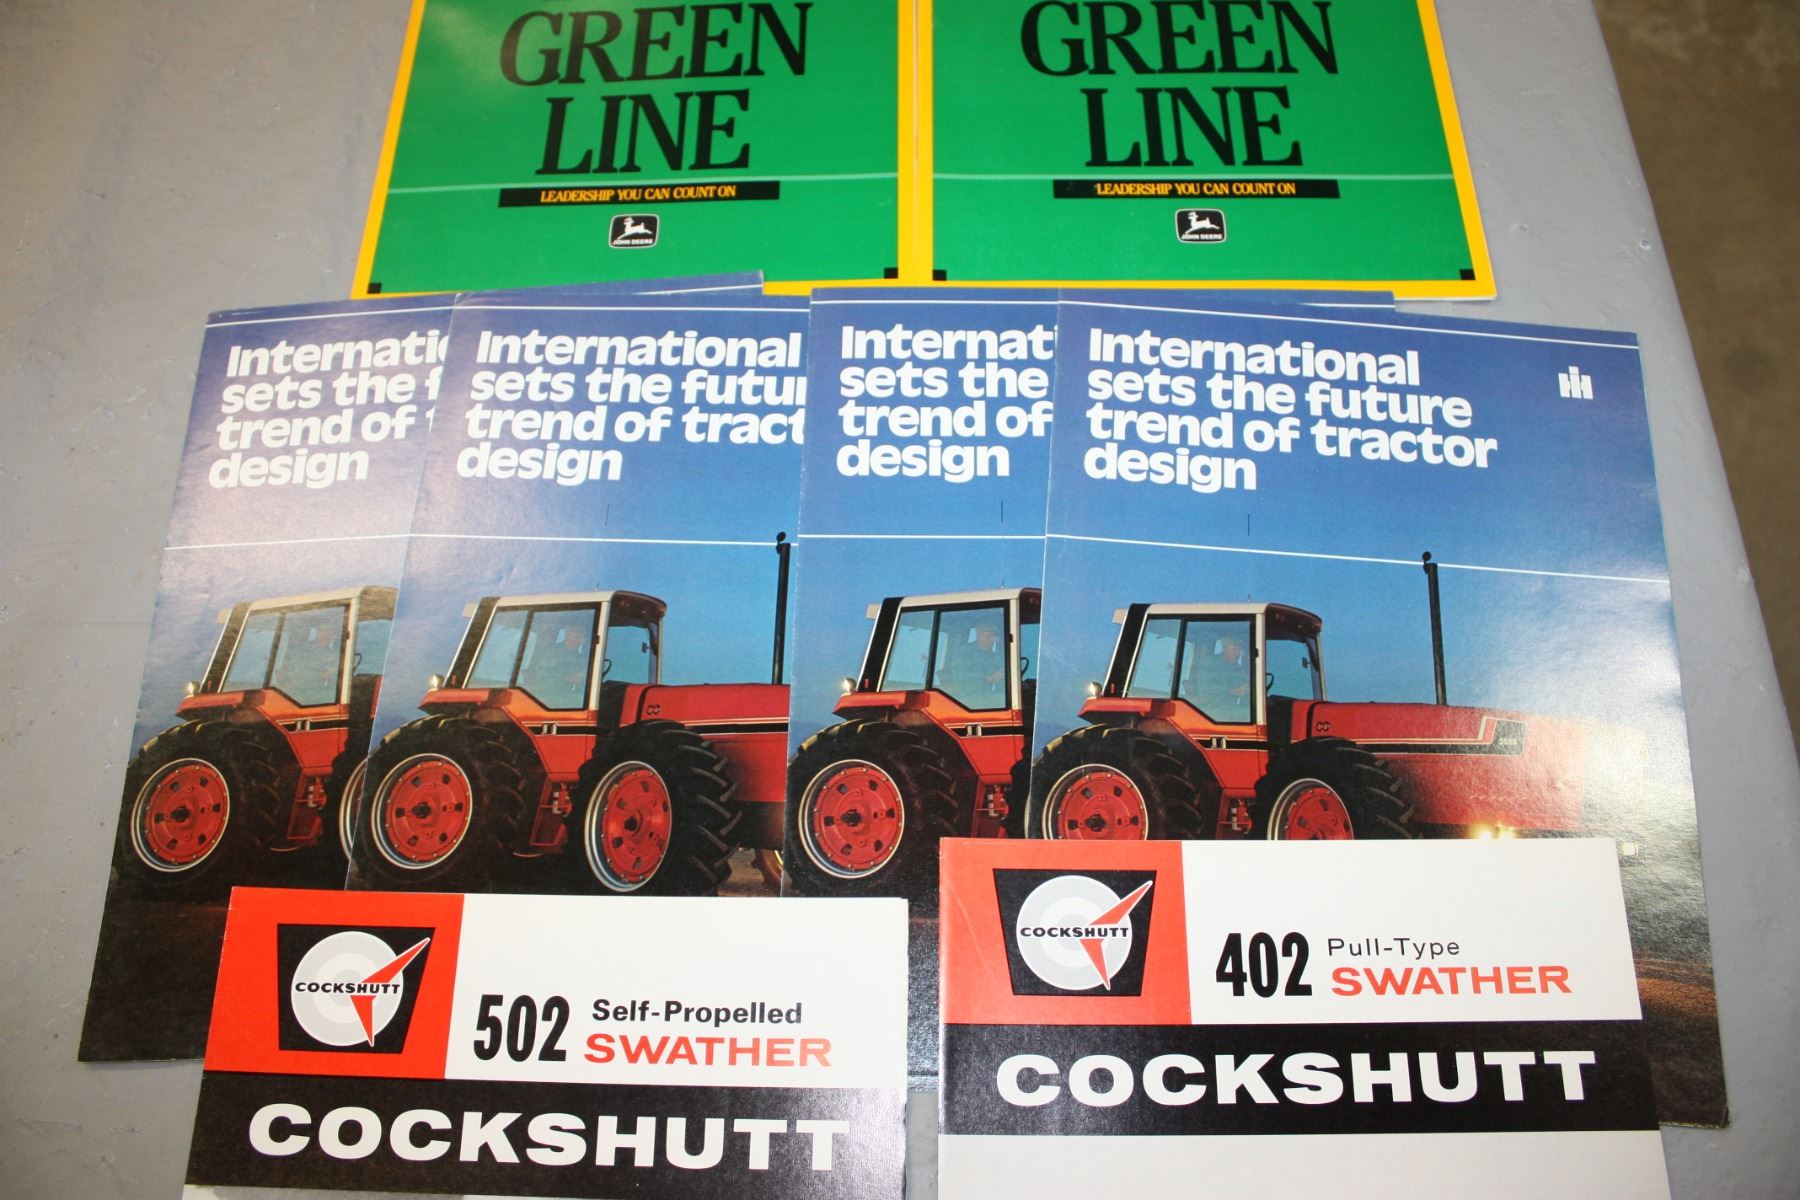 GREEN
LINE
LEADERSHIP YOU CAN COUNT ON
JOHN DEERE
GREEN
LINE
LEADERSHIP YOU CAN COUNT ON
JOHN DEERE
Internatio
sets the f
trend of t
design
International
sets the futur
trend of tract
design
Internat
sets the
trend of
design
International
sets the future
trend of tractor
design
COCKSHUTT
502 Self-Propelled
SWATHER
COCKSHUTT
COCKSHUTT
402 Pull-Type
SWATHER
COCKSHUTT